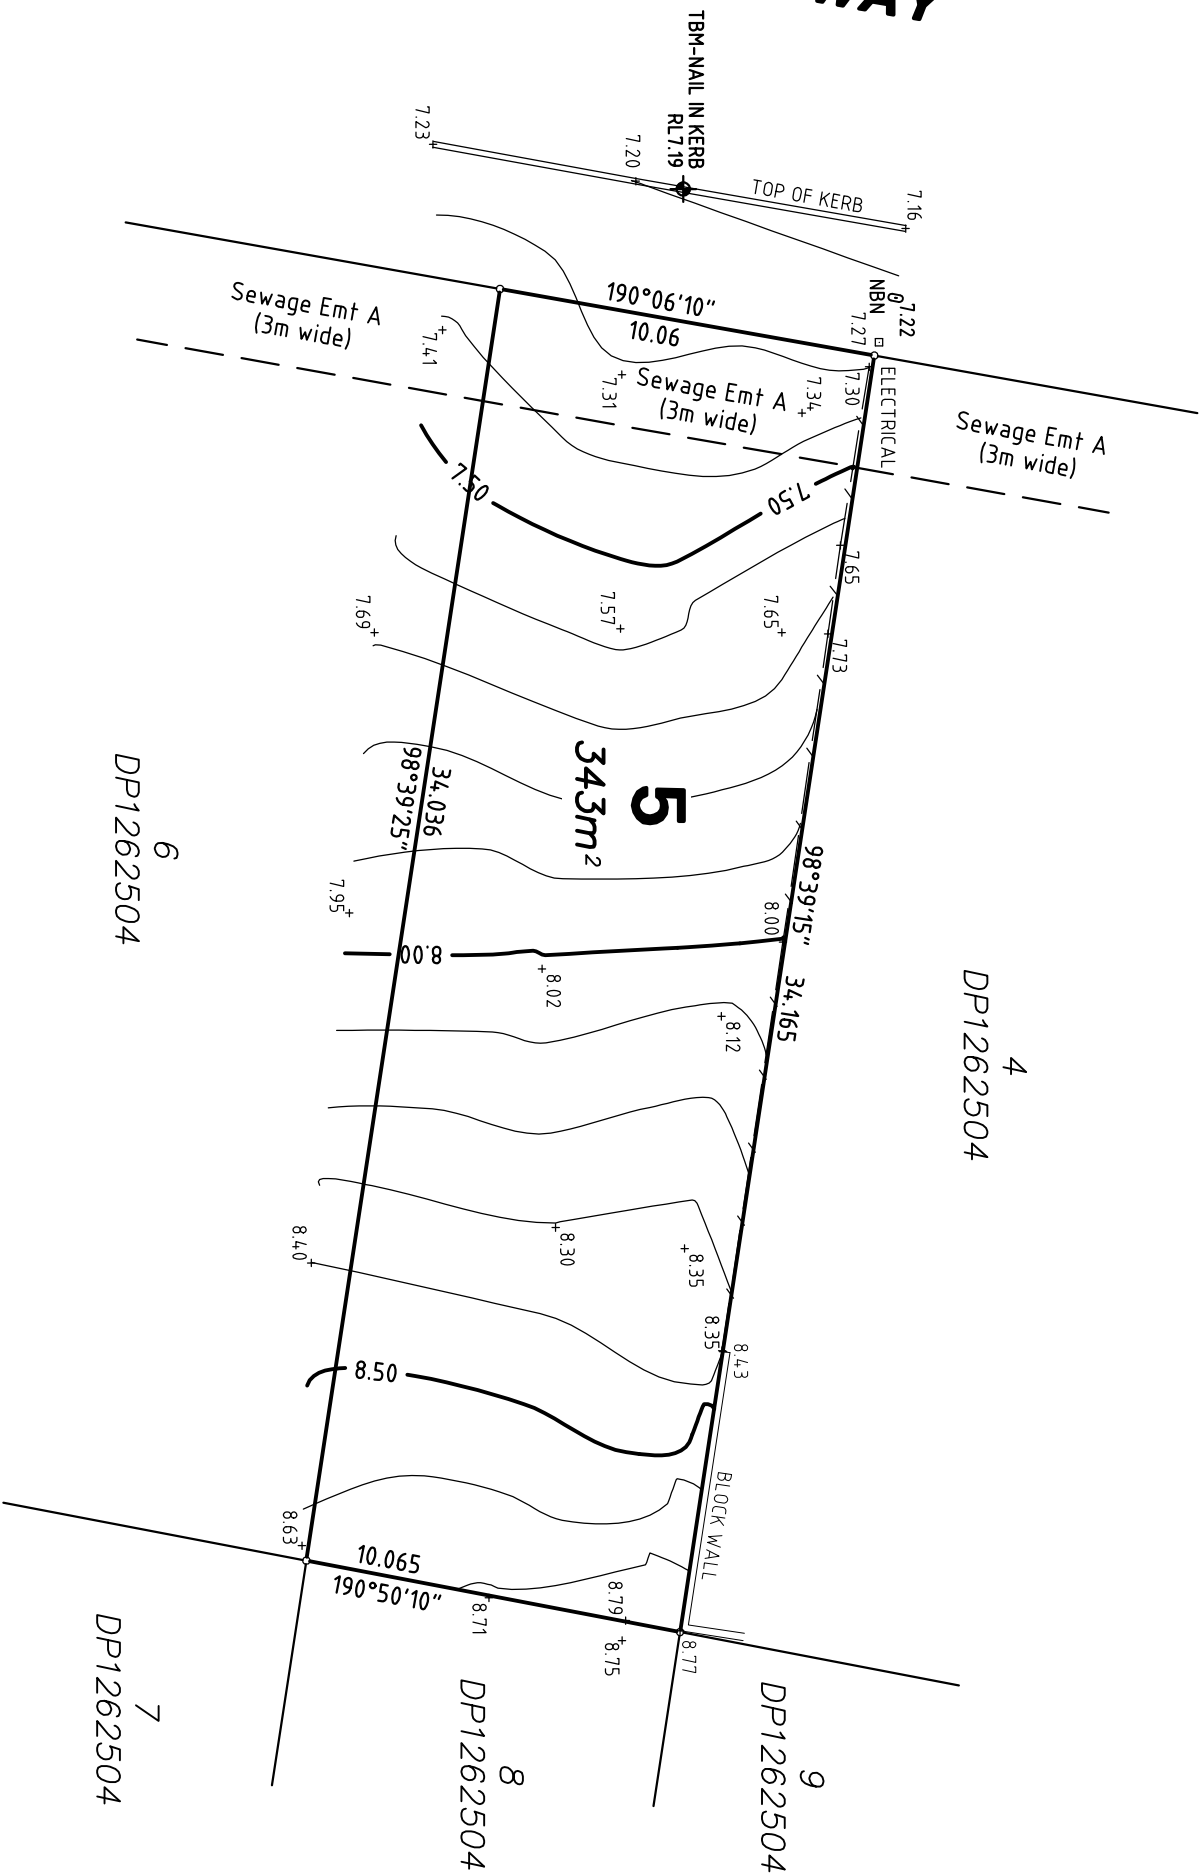 WAY
TBM-NAIL IN KERB
RL7.19
7.23
7.20
TOP OF KERB
7.16
7.22
NBN
7.27
190°06'10"
10.06
Sewage Emt A
(3m wide)
7.41
7.31
Sewage Emt A
(3m wide)
7.34
7.30
ELECTRICAL
Sewage Emt A
(3m wide)
7.50
7.50
7.65
7.69
7.57
7.65
7.73
5
343m²
34.036
98°39'25"
98°39'15"
34.165
6
DP1262504
4
DP1262504
7.95
8.00
8.00
8.02
8.12
8.40
8.30
8.35
8.35
8.43
8.50
BLOCK WALL
8.63
10.065
190°50'10"
8.71
8.79
8.75
8.77
7
DP1262504
8
DP1262504
9
DP1262504